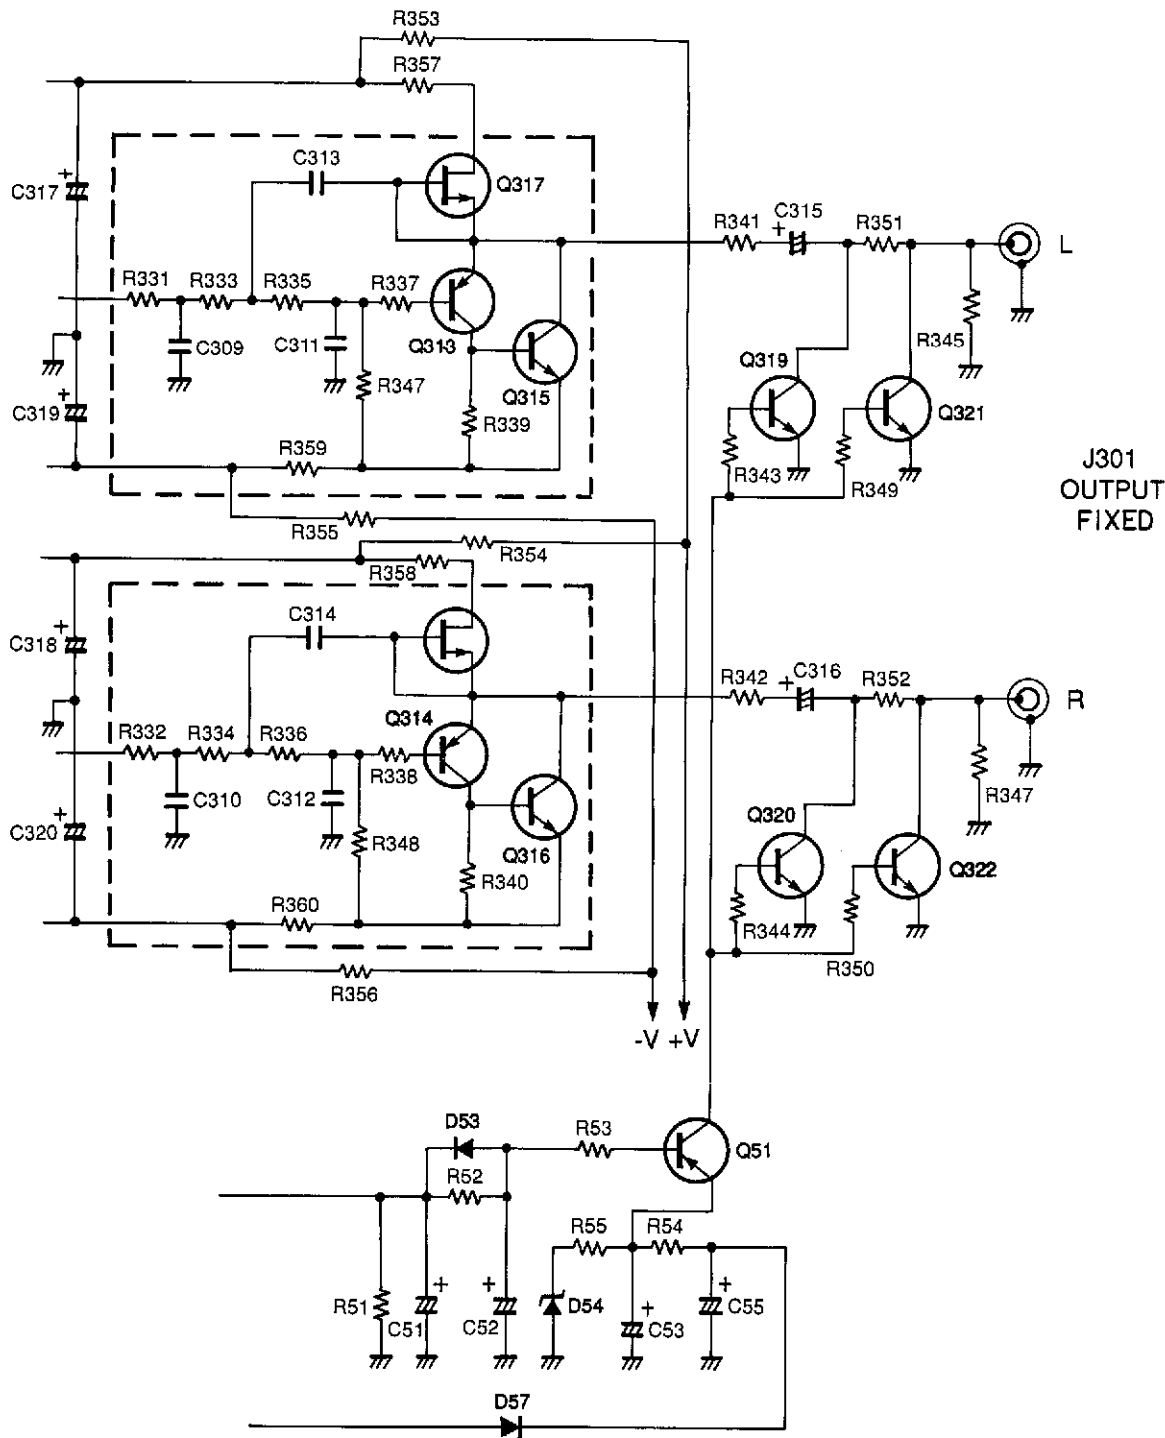 R353
R357
C313
Q317
C317
R341
C315
R351
L
R331
R333
R335
R337
C309
C311
Q313
R347
Q315
R339
Q319
R345
Q321
C319
R359
R343
R349
J301
OUTPUT
FIXED
R355
R354
R358
C314
C318
R342
C316
R352
R
R332
R334
R336
Q314
R338
C310
C312
R347
C320
R348
Q316
R340
Q320
Q322
R360
R344
R350
R356
-V
+V
D53
R53
Q51
R52
R55
R54
R51
C51
C52
D54
C53
C55
D57
+
+
+
+
+
+
+
+
+
+